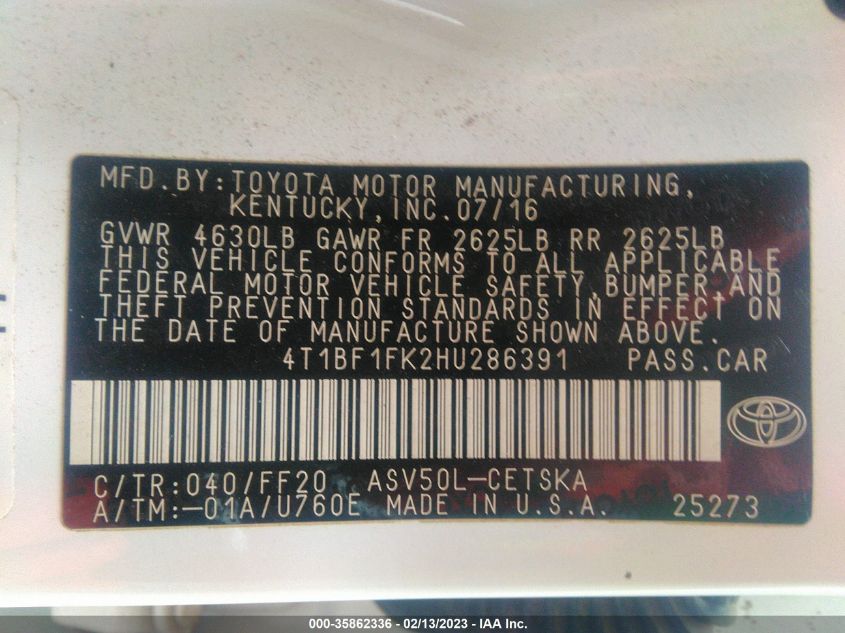 MFD.BY:TOYOTA MOTOR MANUFACTURING,
KENTUCKY,INC.07/16
GVWR 4630LB GAWR FR 2625LB RR 2625LB
THIS VEHICLE CONFORMS TO ALL APPLICABLE
FEDERAL MOTOR VEHICLE SAFETY,BUMPER AND
THEFT PREVENTION STANDARDS IN EFFECT ON
THE DATE OF MANUFACTURE SHOWN ABOVE.
4T1BF1FK2HU286391 PASS.CAR
C/TR:040/FF20 ASV50L-CETSKA
A/TM:-01A/U760E MADE IN U.S.A. 25273
000-35862336 - 02/13/2023 - IAA Inc.